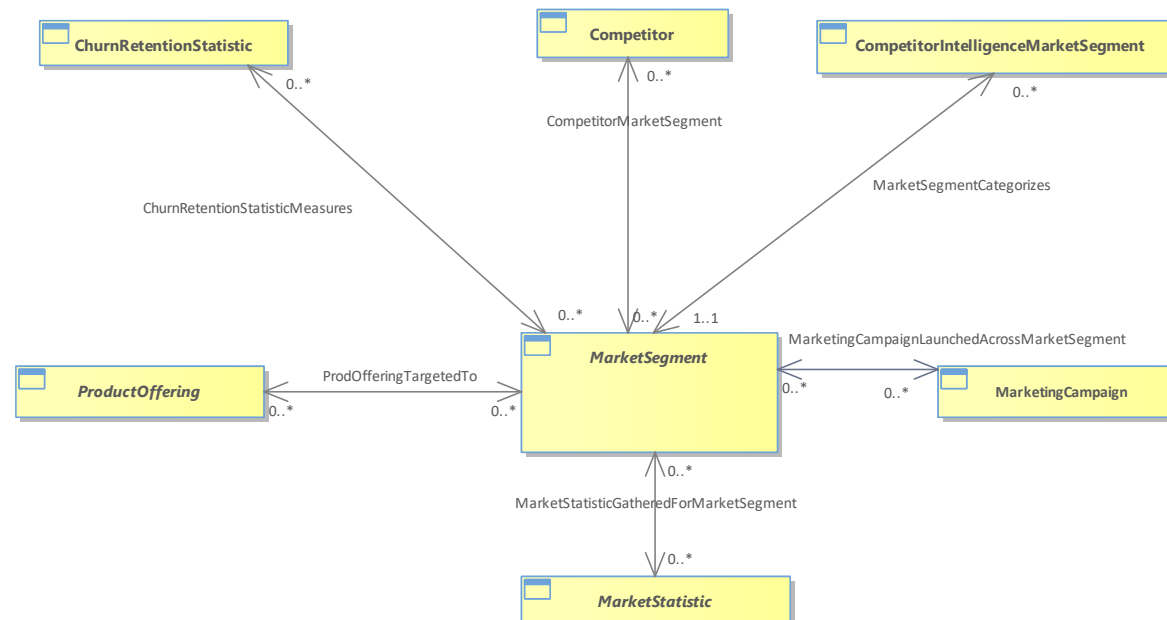 ChurnRetentionStatistic
Competitor
CompetitorIntelligenceMarketSegment
0..*
0..*
0..*
CompetitorMarketSegment
MarketSegmentCategorizes
ChurnRetentionStatisticMeasures
0..*
0..*
1..1
MarketSegment
MarketingCampaignLaunchedAcrossMarketSegment
ProdOfferingTargetedTo
ProductOffering
0..*
0..*
0..*
0..*
MarketingCampaign
0..*
MarketStatisticGatheredForMarketSegment
0..*
MarketStatistic